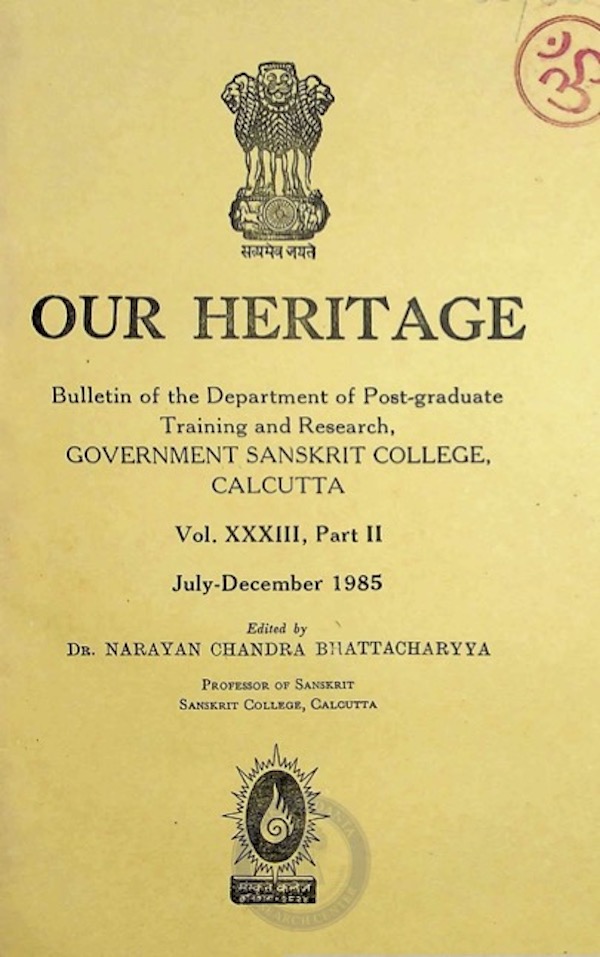 ॐ
सत्यमेव जयते
OUR HERITAGE
Bulletin of the Department of Post-graduate
Training and Research,
GOVERNMENT SANSKRIT COLLEGE,
CALCUTTA
Vol. XXXIII, Part II
July-December 1985
Edited by
DR. NARAYAN CHANDRA BHATTACHARYYA
PROFESSOR OF SANSKRIT
SANSKRIT COLLEGE, CALCUTTA